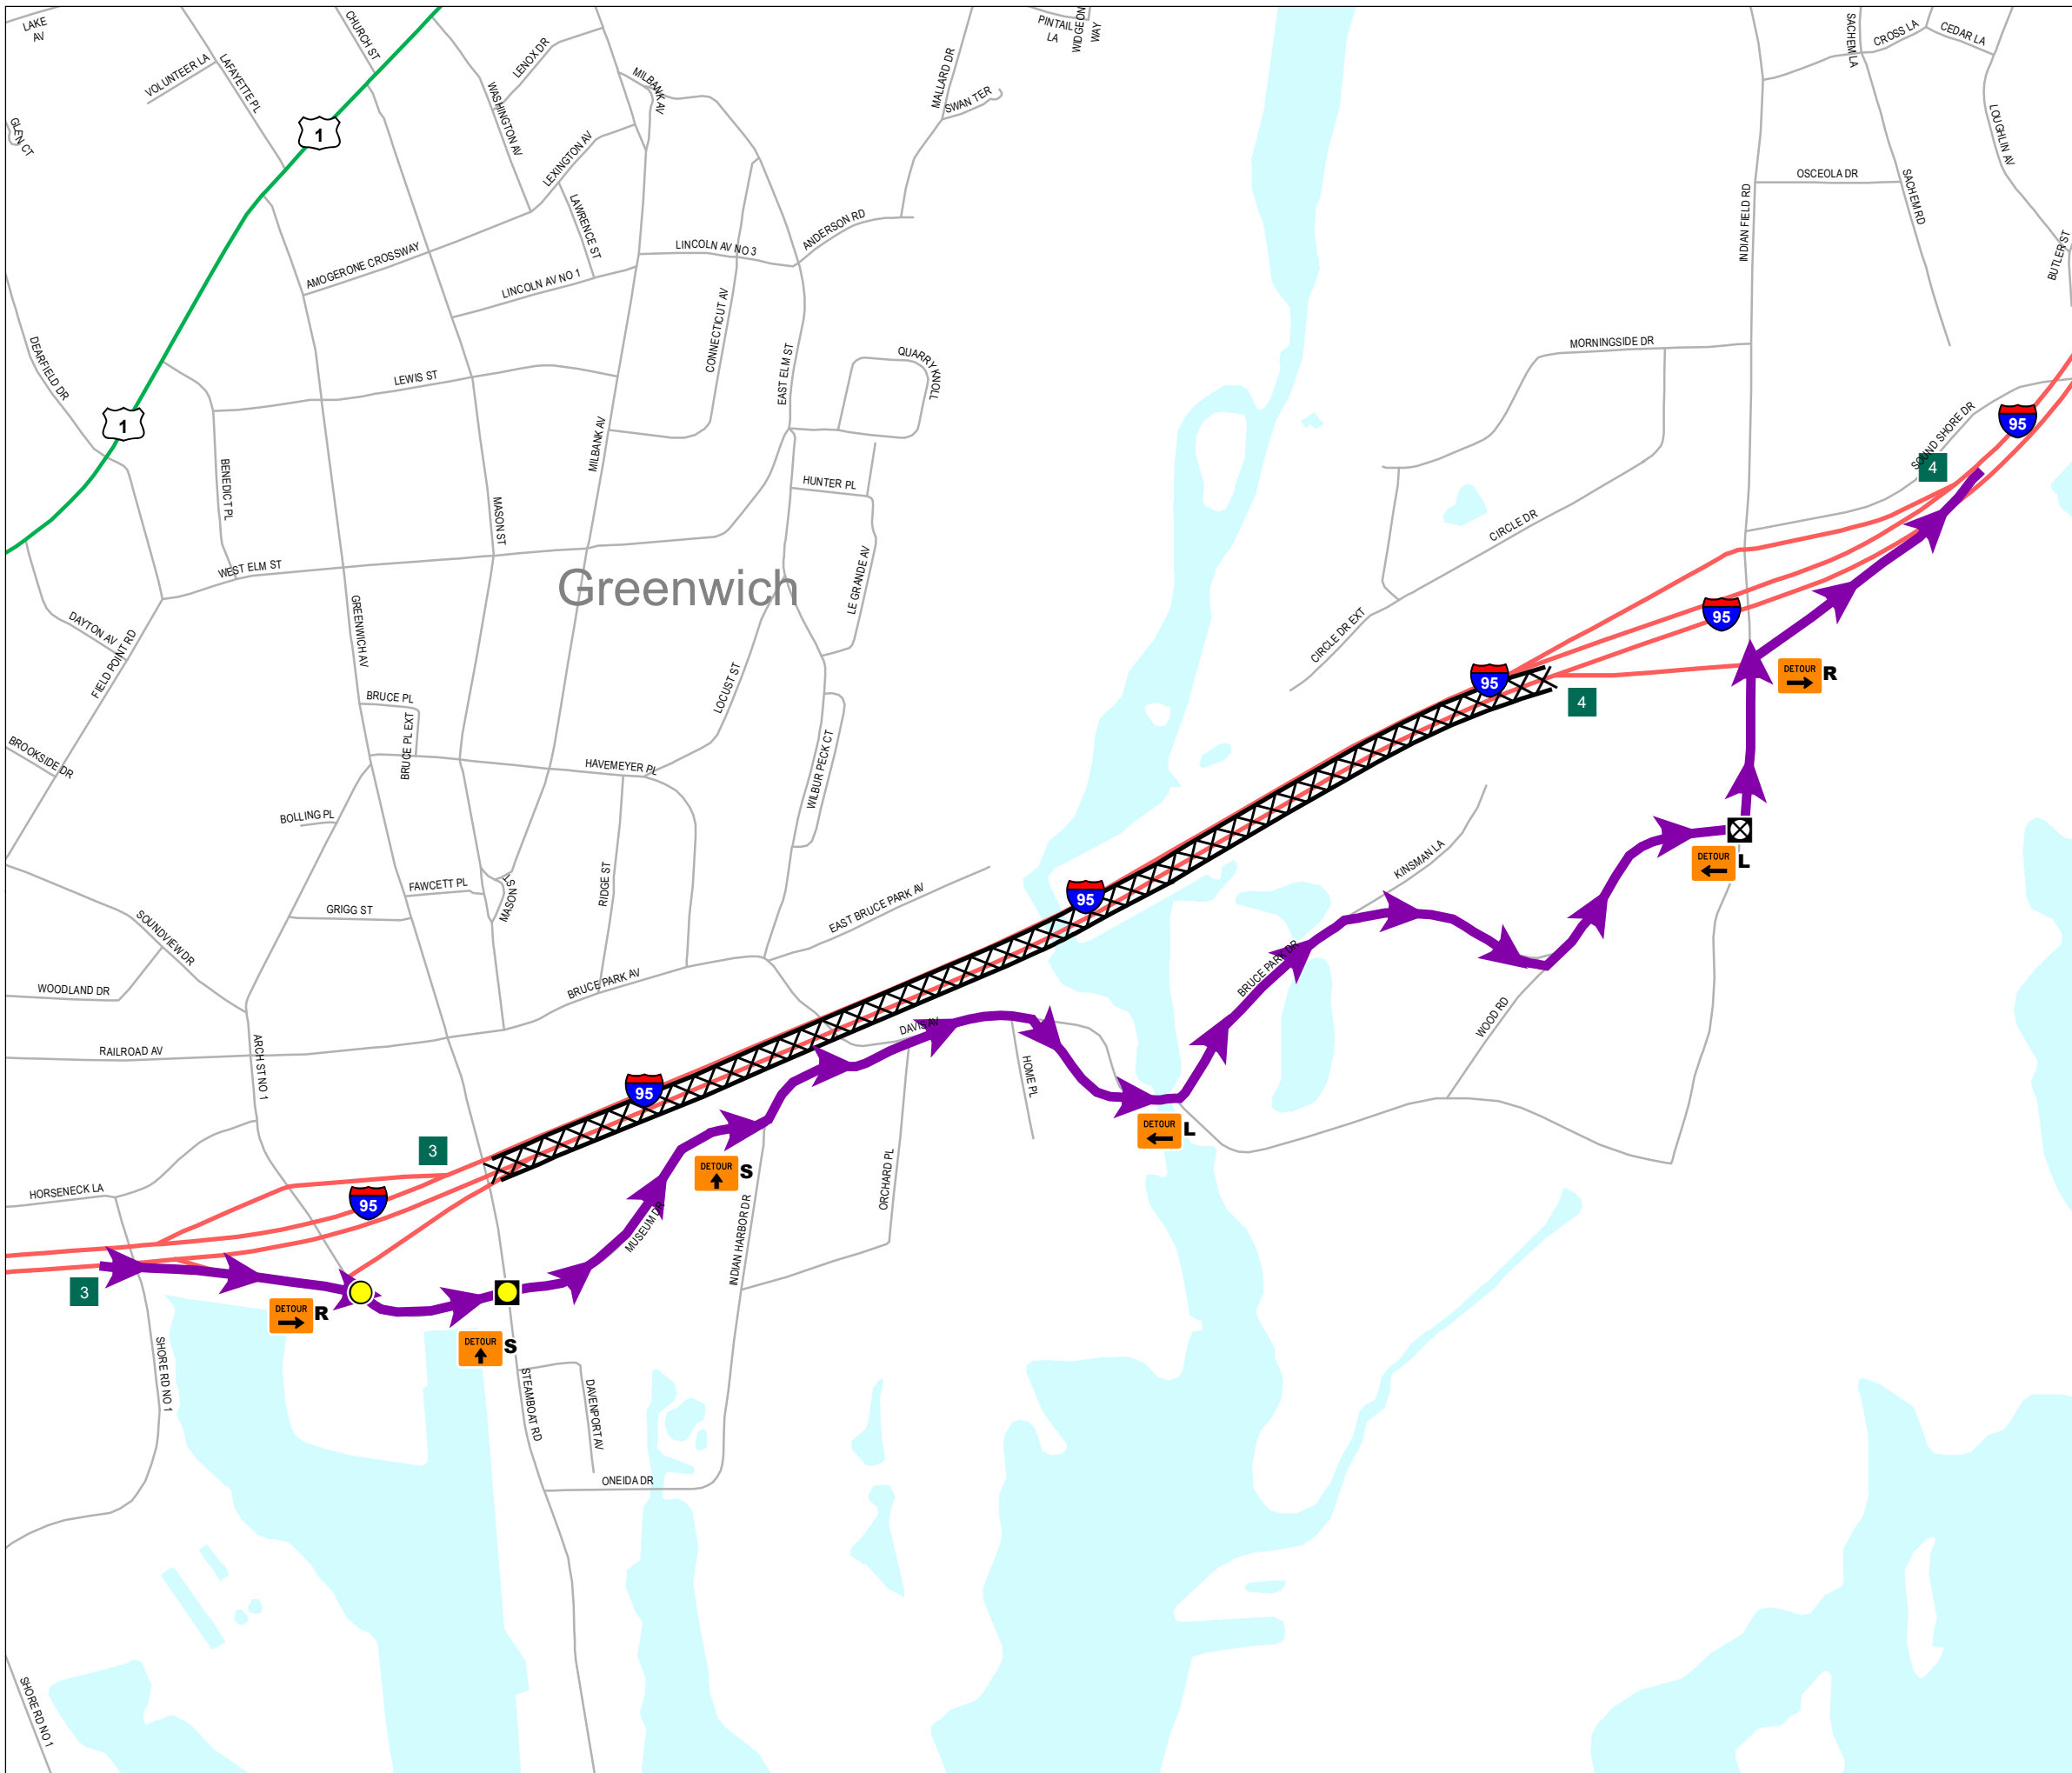 LAKE
AV
CHURCH ST
PINTAIL
LA
WIDGEON
WAY
SACHEM LA
CROSS LA
CEDAR LA
VOLUNTEER LA
LAFAYETTE PL
LENOX DR
MILBANK AV
MALLARD DR
SWAN TER
GLEN CT
1
WASHINGTON AV
LEXINGTON AV
LOUGHLIN AV
OSCEOLA DR
SACHEM RD
INDIAN FIELD RD
LAWRENCE ST
ANDERSON RD
AMOGERONE CROSSWAY
LINCOLN AV NO 3
LINCOLN AV NO 1
BUTLER ST
CONNECTICUT AV
DEARFIELD DR
EAST ELM ST
QUARRY KNOLL
MORNINGSIDE DR
LEWIS ST
1
MILBANK AV
SOUND SHORE DR
95
4
BENEDICT PL
MASON ST
HUNTER PL
CIRCLE DR
WEST ELM ST
Greenwich
LE GRANDE AV
DAYTON AV
GREENWICH AV
FIELD POINT RD
CIRCLE DR EXT
95
95
DETOUR
R
4
BRUCE PL
LOCUST ST
BRUCE PL EXT
BROOKSIDE DR
HAVEMEYER PL
WILBUR PECK CT
BOLLING PL
DETOUR
L
KINSMAN LA
FAWCETT PL
MASON ST
RIDGE ST
GRIGG ST
EAST BRUCE PARK AV
95
SOUNDVIEW DR
BRUCE PARK DR
WOODLAND DR
BRUCE PARK AV
WOOD RD
DAVIS AV
RAILROAD AV
ARCH ST NO 1
HOME PL
95
DETOUR
L
3
DETOUR
S
HORSENECK LA
95
ORCHARD PL
MUSEUM DR
INDIAN HARBOR DR
3
DETOUR
R
DETOUR
S
SHORE RD NO 1
STEAMBOAT RD
DAVENPORT AV
ONEIDA DR
SHORE RD NO 1